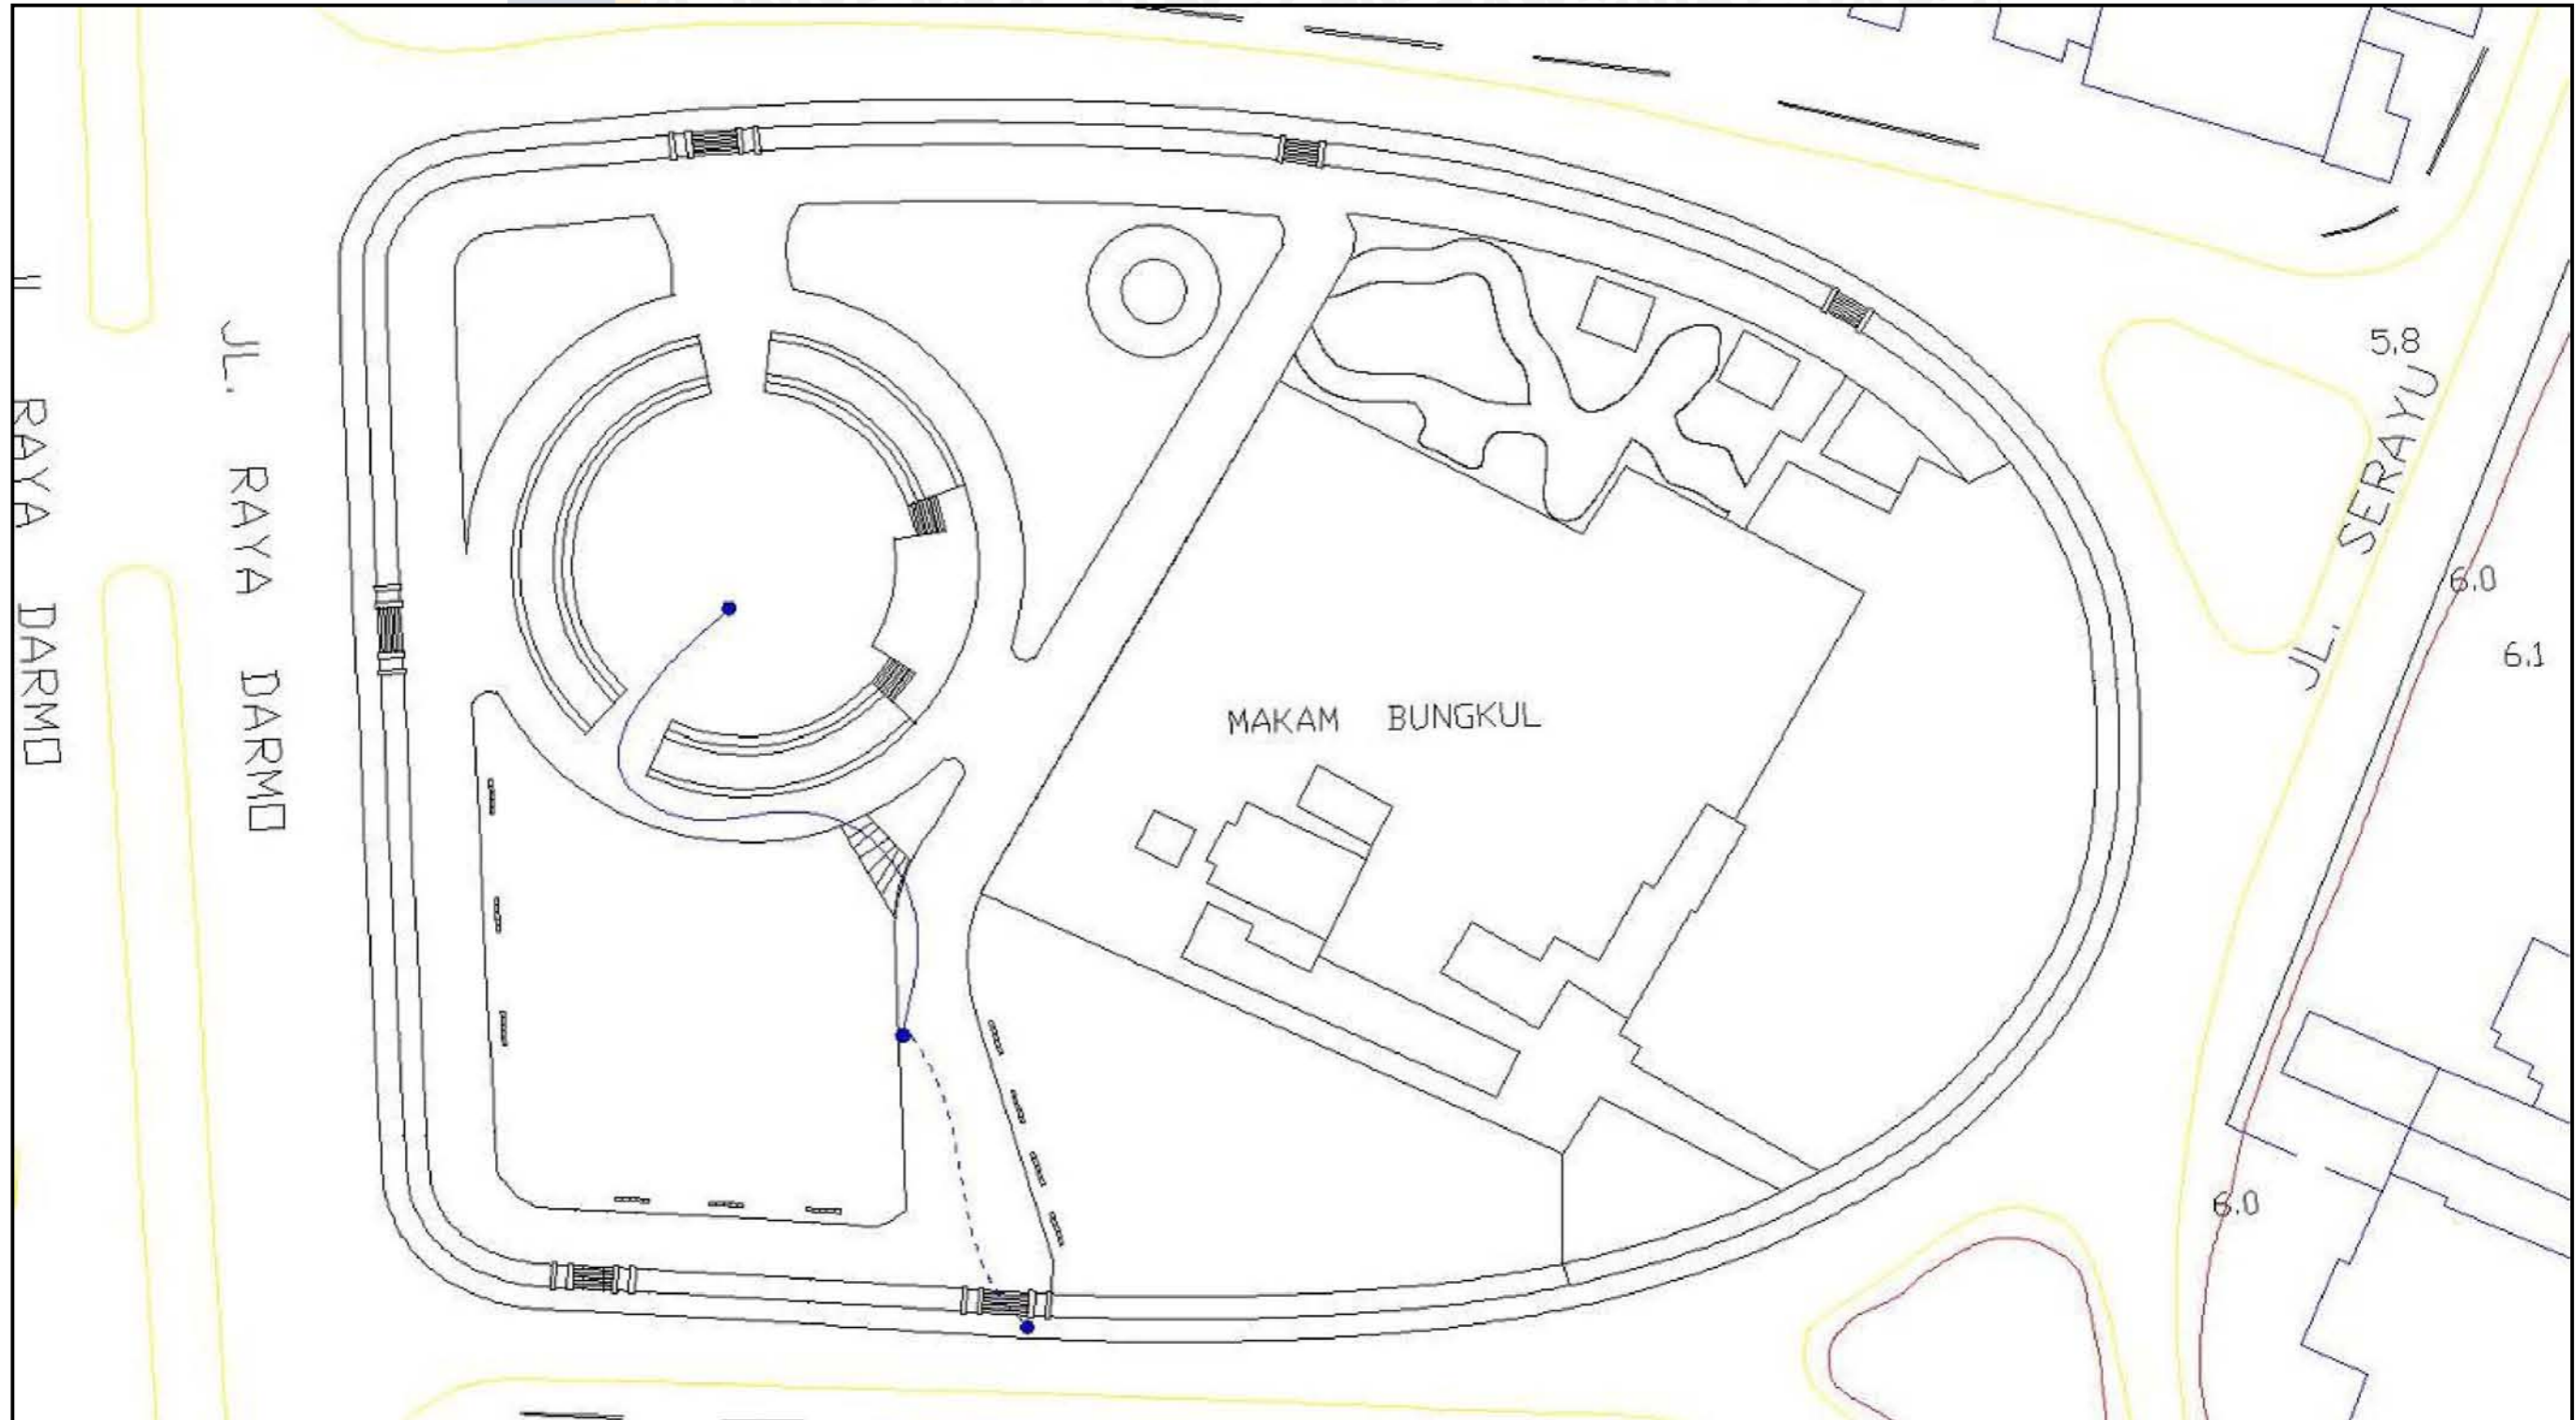 JL. RAYA DARMO
RAYA DARMO
MAKAM BUNGKUL
JL. SERAYU
5,8
6.0
6.1
6.0